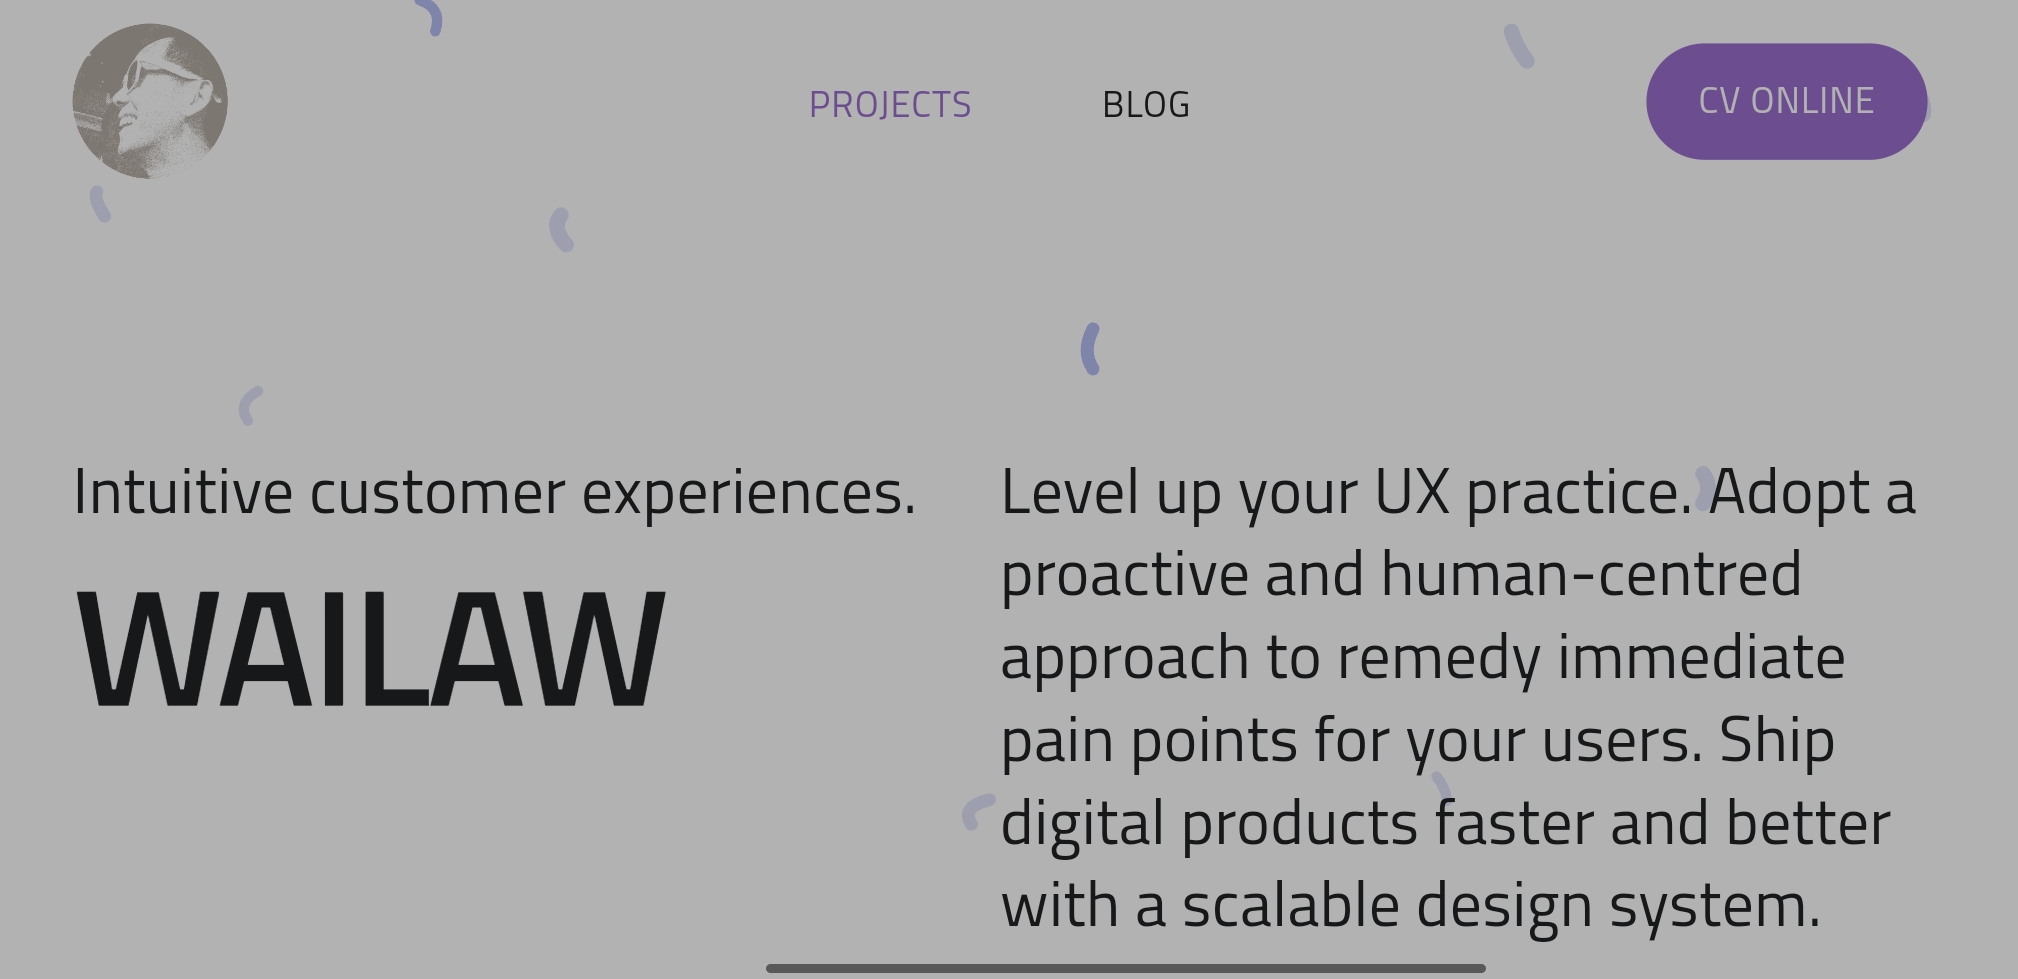 PROJECTS
BLOG
CV ONLINE
Intuitive customer experiences.
WAILAW
Level up your UX practice. Adopt a
proactive and human-centred
approach to remedy immediate
pain points for your users. Ship
digital products faster and better
with a scalable design system.